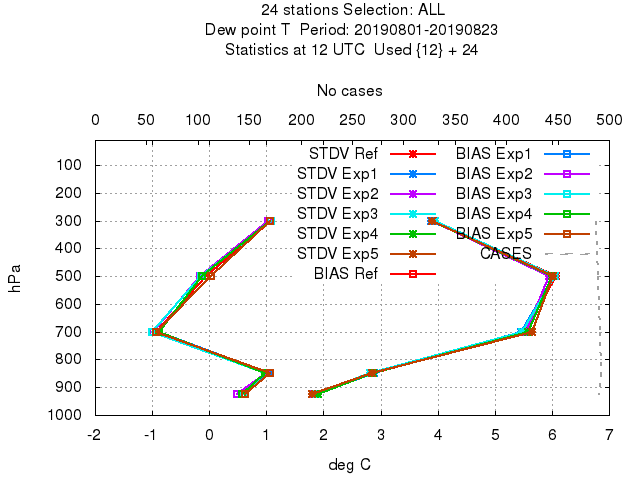 24 stations Selection: ALL
Dew point T  Period: 20190801-20190823
Statistics at 12 UTC  Used {12} + 24
No cases
0 50 100 150 200 250 300 350 400 450 500
STDV Ref
STDV Exp1
STDV Exp2
STDV Exp3
STDV Exp4
STDV Exp5
BIAS Ref
BIAS Exp1
BIAS Exp2
BIAS Exp3
BIAS Exp4
BIAS Exp5
CASES
hPa
100
200
300
400
500
600
700
800
900
1000
-2 -1 0 1 2 3 4 5 6 7
deg C